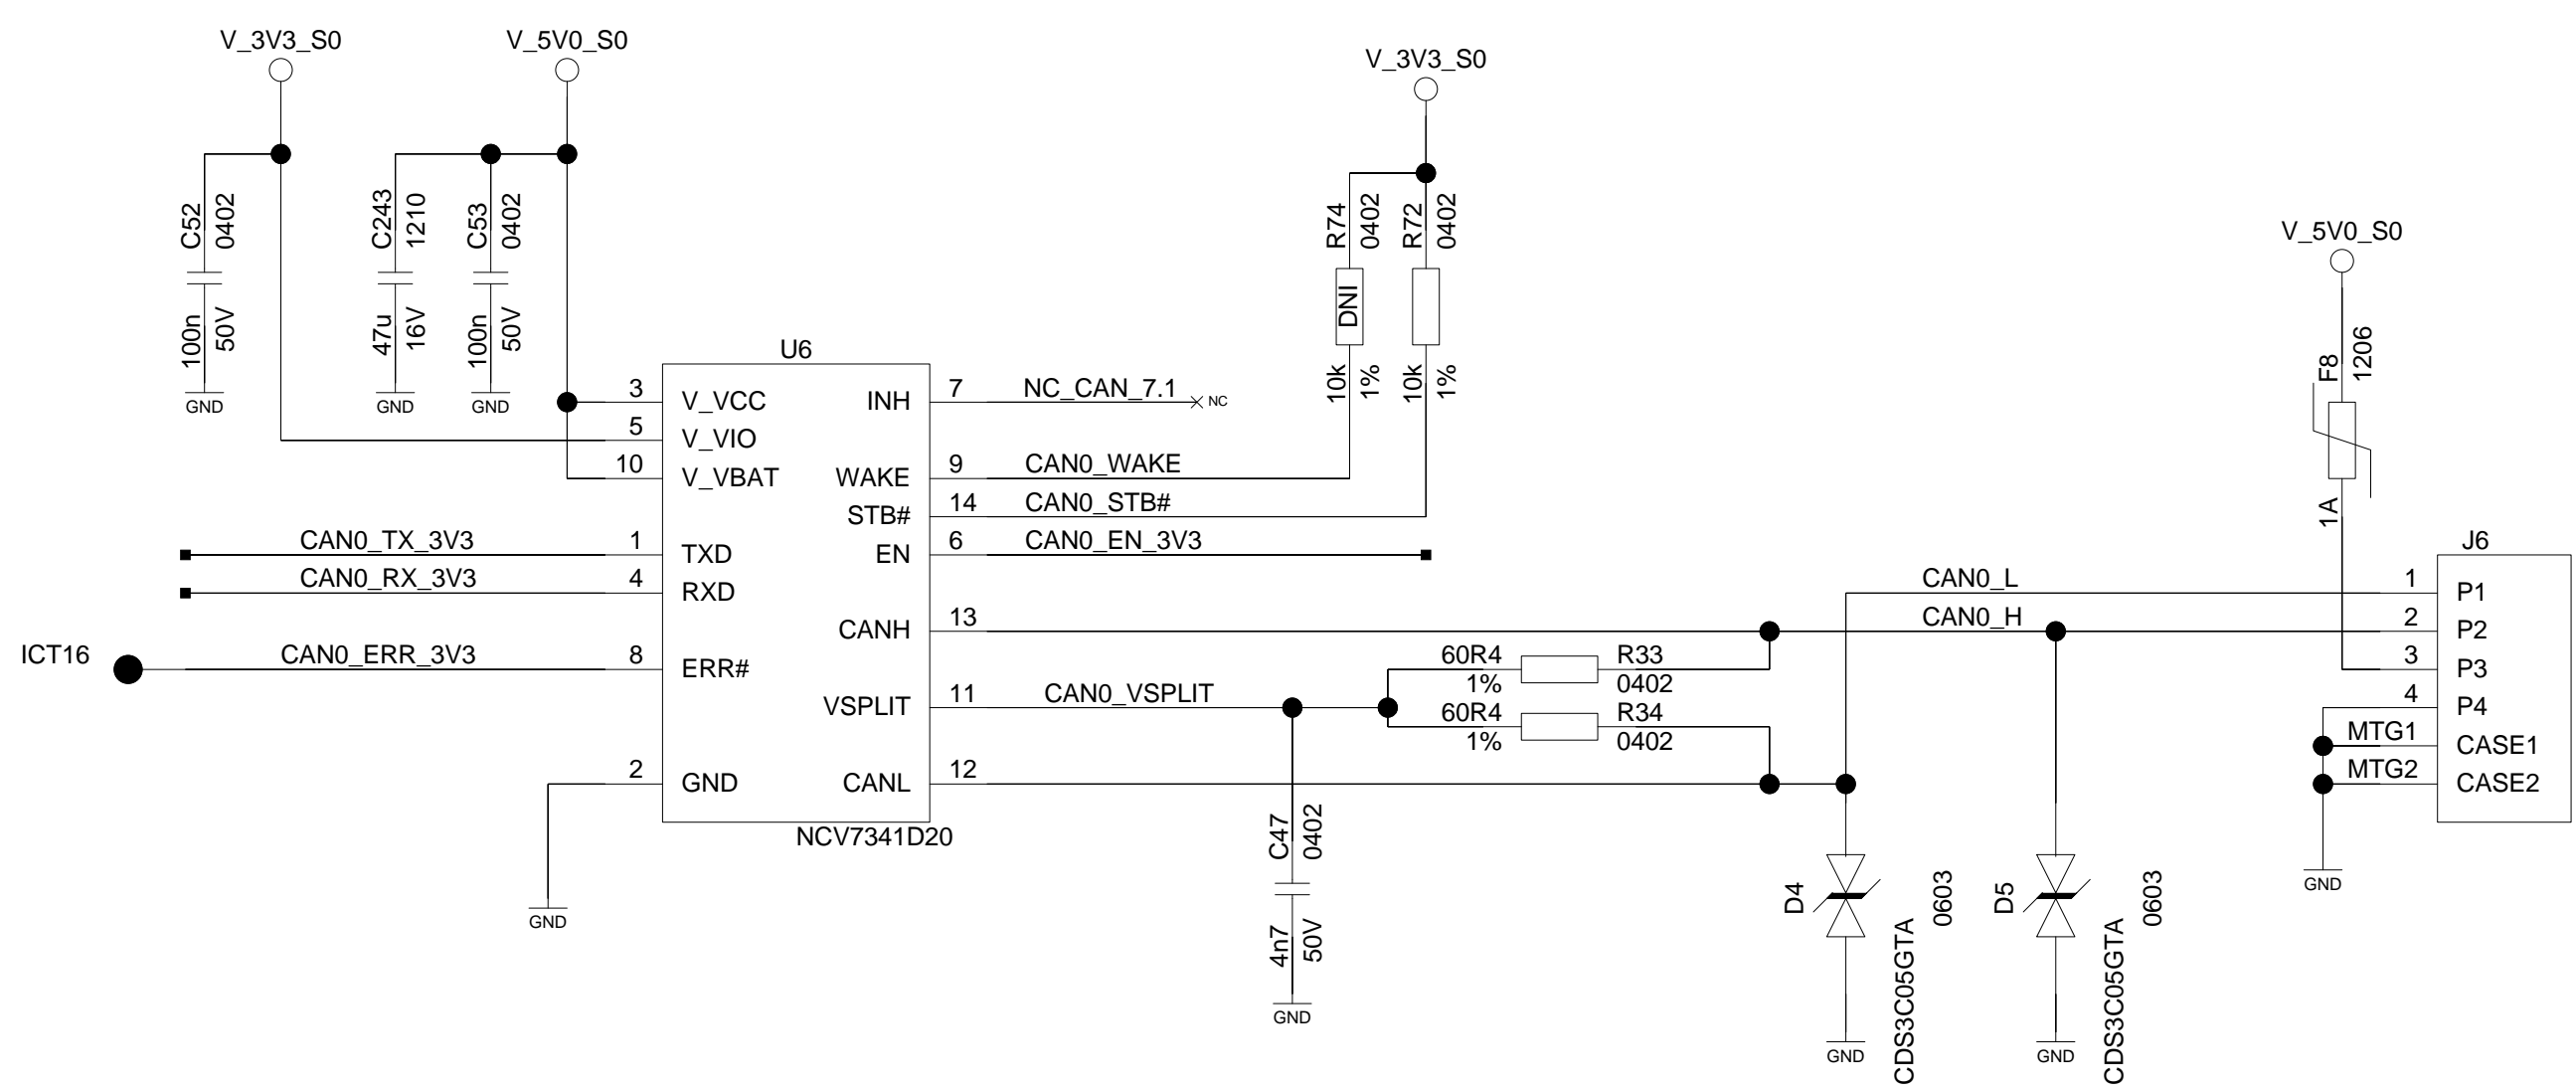 V_3V3_S0
V_5V0_S0
V_3V3_S0
V_5V0_S0
C52
0402
100n
50V
GND
C243
1210
47u
16V
GND
C53
0402
100n
50V
GND
R74
0402
DNI
10k
1%
R72
0402
10k
1%
F8
1206
1A
U6
3
V_VCC
5
V_VIO
10
V_VBAT
CAN0_TX_3V3
1
TXD
CAN0_RX_3V3
4
RXD
ICT16
CAN0_ERR_3V3
8
ERR#
2
GND
GND
INH
7
NC_CAN_7.1
NC
WAKE
9
CAN0_WAKE
STB#
14
CAN0_STB#
EN
6
CAN0_EN_3V3
CANH
13
VSPLIT
11
CAN0_VSPLIT
CANL
12
NCV7341D20
60R4
1%
R33
0402
60R4
1%
R34
0402
C47
0402
4n7
50V
GND
CAN0_L
CAN0_H
D4
CDS3C05GTA
0603
GND
D5
CDS3C05GTA
0603
GND
J6
1
P1
2
P2
3
P3
4
P4
MTG1
CASE1
MTG2
CASE2
GND